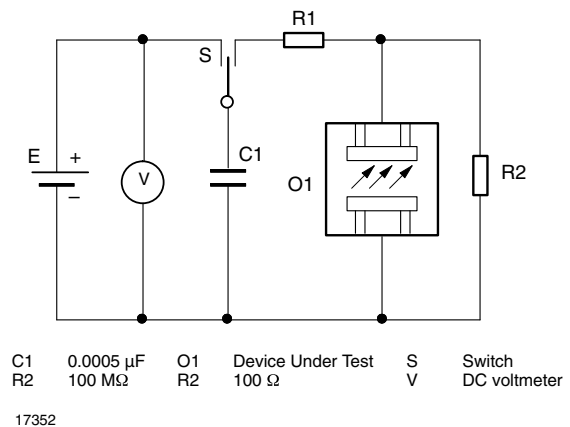 R1
S
E
+
V
C1
O1
R2
–
C1 0.0005 μF O1 Device Under Test S Switch
R2 100 MΩ R2 100 Ω V DC voltmeter
17352